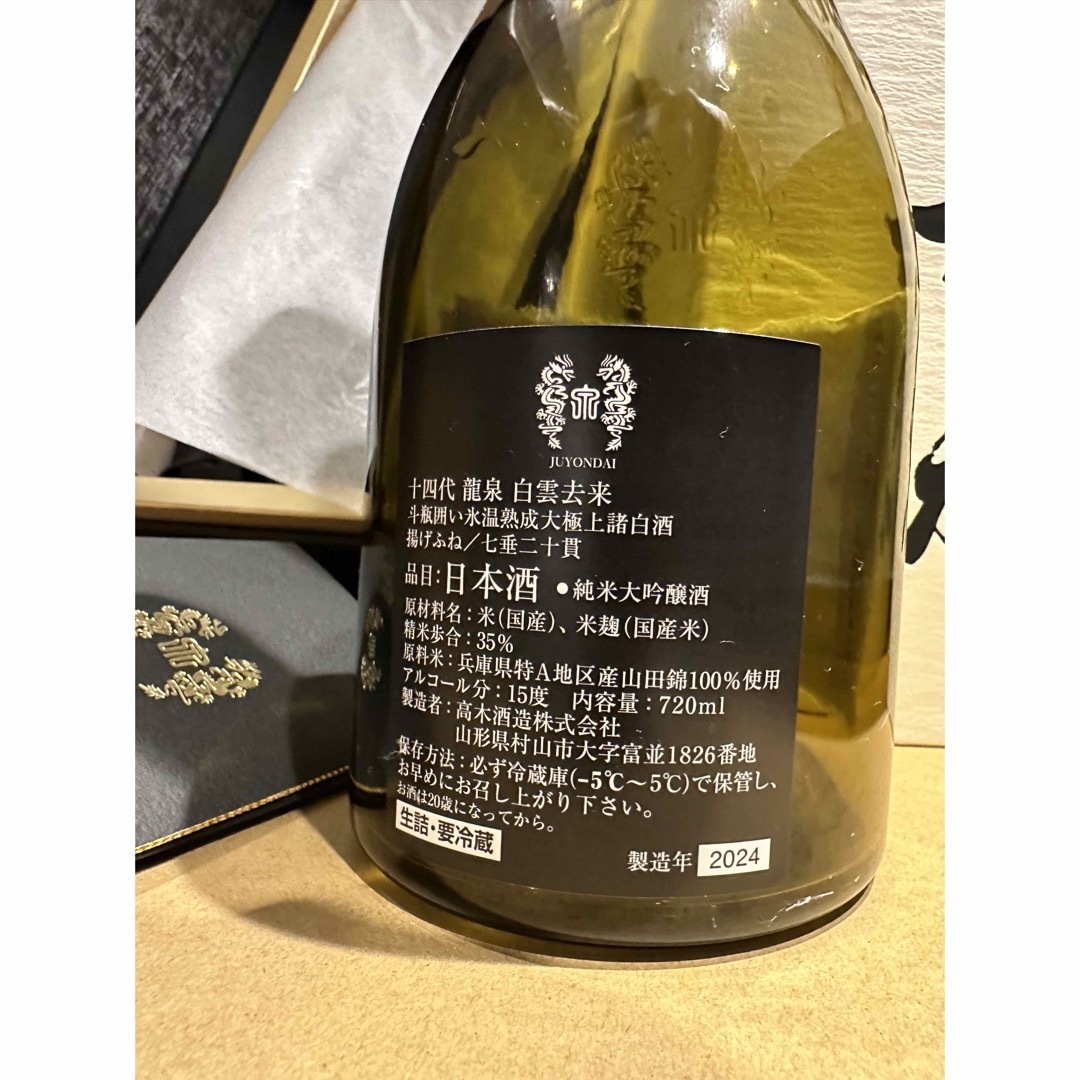 JUYONDAI
十四代 龍泉 白雲去来
斗瓶囲い氷温熟成大極上諸白酒
揚げふね/七垂二十貫
品目:日本酒 ●純米大吟醸酒
原材料名:米(国産)、米麹(国産米)
精米歩合:35%
原料米:兵庫県特A地区産山田錦100%使用
アルコール分:15度 内容量:720ml
製造者:高木酒造株式会社
山形県村山市大字富並1826番地
保存方法:必ず冷蔵庫(-5℃~5℃)で保管し、
お早めにお召し上がり下さい。
お酒は20歳になってから。
生詰・要冷蔵
製造年 2024